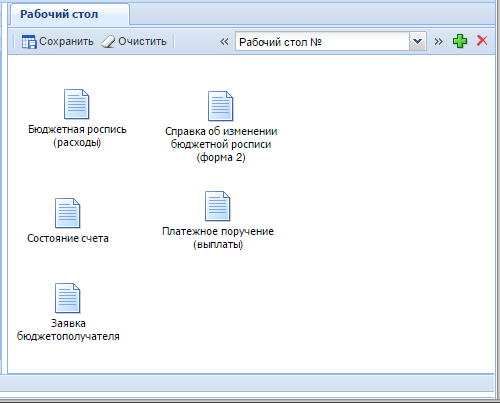 Рабочий стол
Сохранить Очистить « Рабочий стол № »
Бюджетная роспись
(расходы)
Справка об изменении
бюджетной росписи
(форма 2)
Состояние счета
Платежное поручение
(выплаты)
Заявка
бюджетополучателя